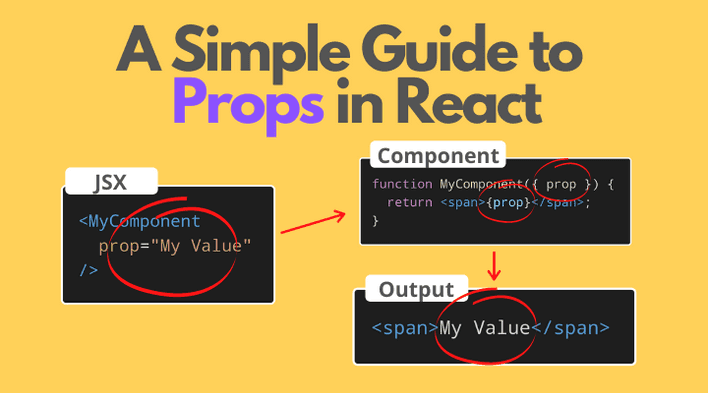 A Simple Guide to
Props in React
JSX
<MyComponent
prop="My Value"
/>
Component
function MyComponent({ prop }) {
return <span>{prop}</span>;
}
Output
<span>My Value</span>